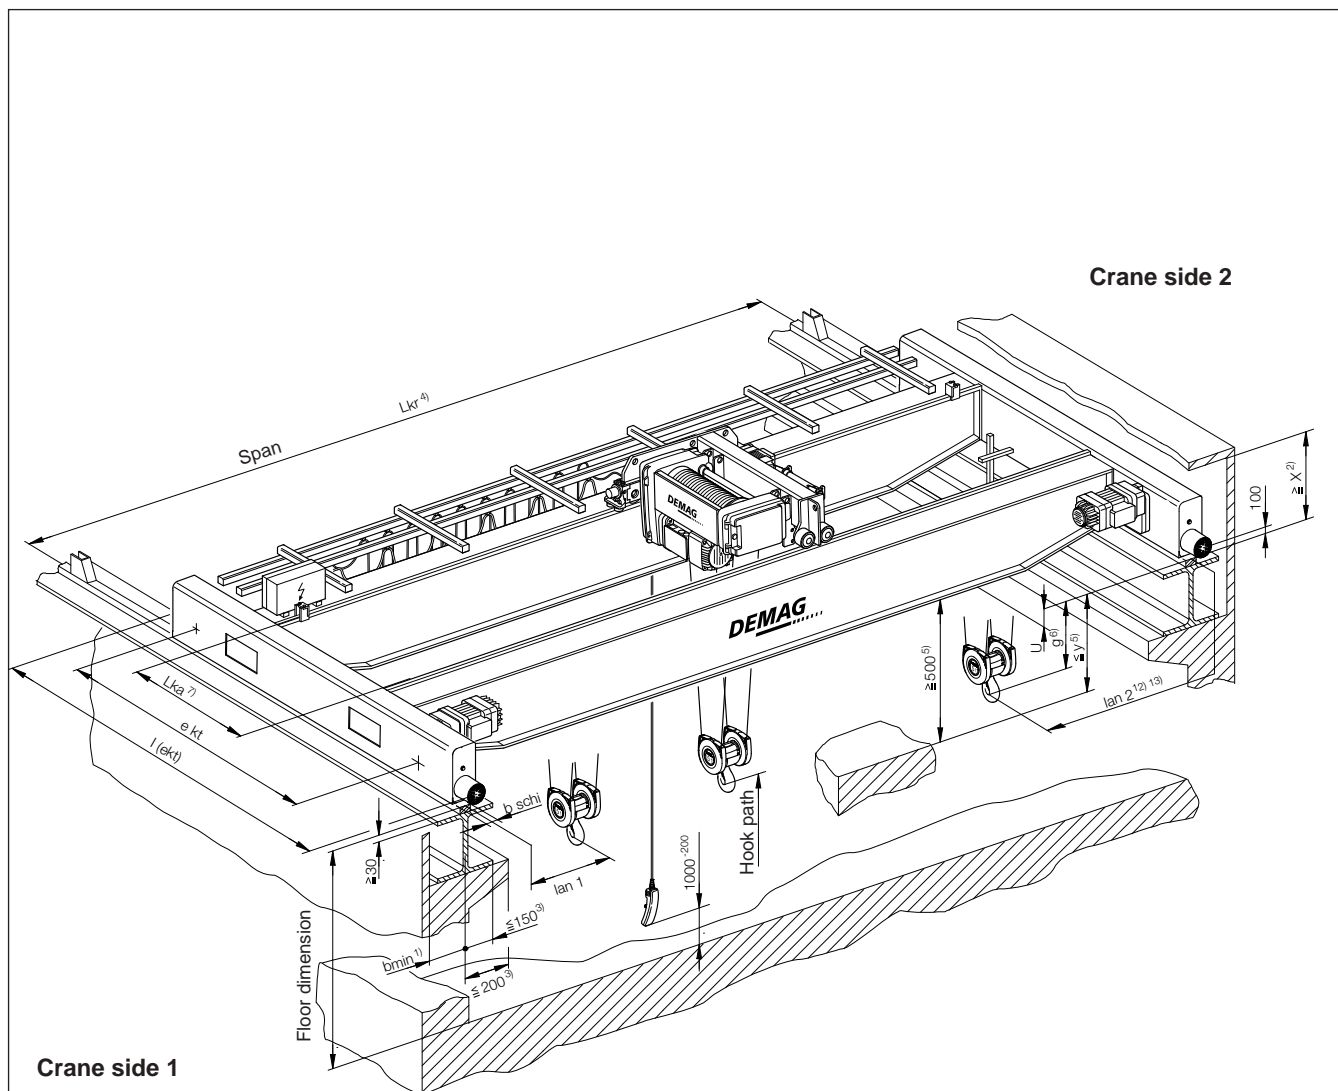 Crane side 2
Span
Lkr 4)
DEMAG
≧ X 2)
100
DEMAG
U
g 6)
≦ y 5)
≧500 5)
lan 2 12) 13)
Lka 7)
e kt
l (ekt)
b schi
Hook path
1000 -200
≧30
lan 1
≦150 3)
bmin 1)
≦ 200 3)
Floor dimension
Crane side 1